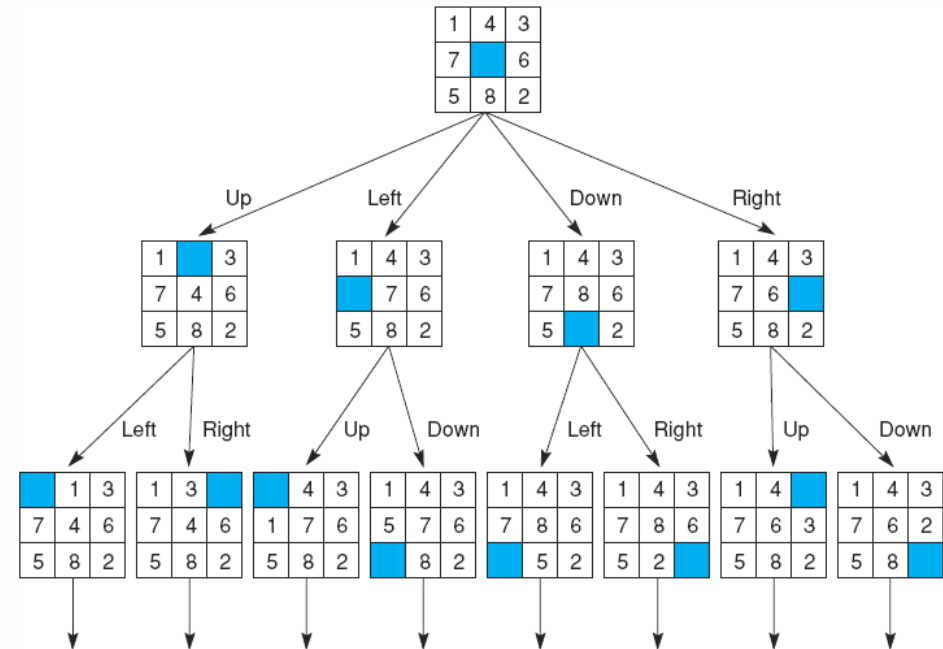 1 4 3
7 6
5 8 2
Up Left Down Right
1 3 1 4 3 1 4 3 1 4 3
7 4 6 7 6 7 8 6 7 6
5 8 2 5 8 2 5 2 5 8 2
Left Right Up Down Left Right Up Down
1 3 1 3 4 3 1 4 3 1 4 3 1 4 3 1 4 1 4 3
7 4 6 7 4 6 1 7 6 5 7 6 7 8 6 7 8 6 7 6 3 7 6 2
5 8 2 5 8 2 5 8 2 8 2 5 2 5 2 5 8 2 5 8